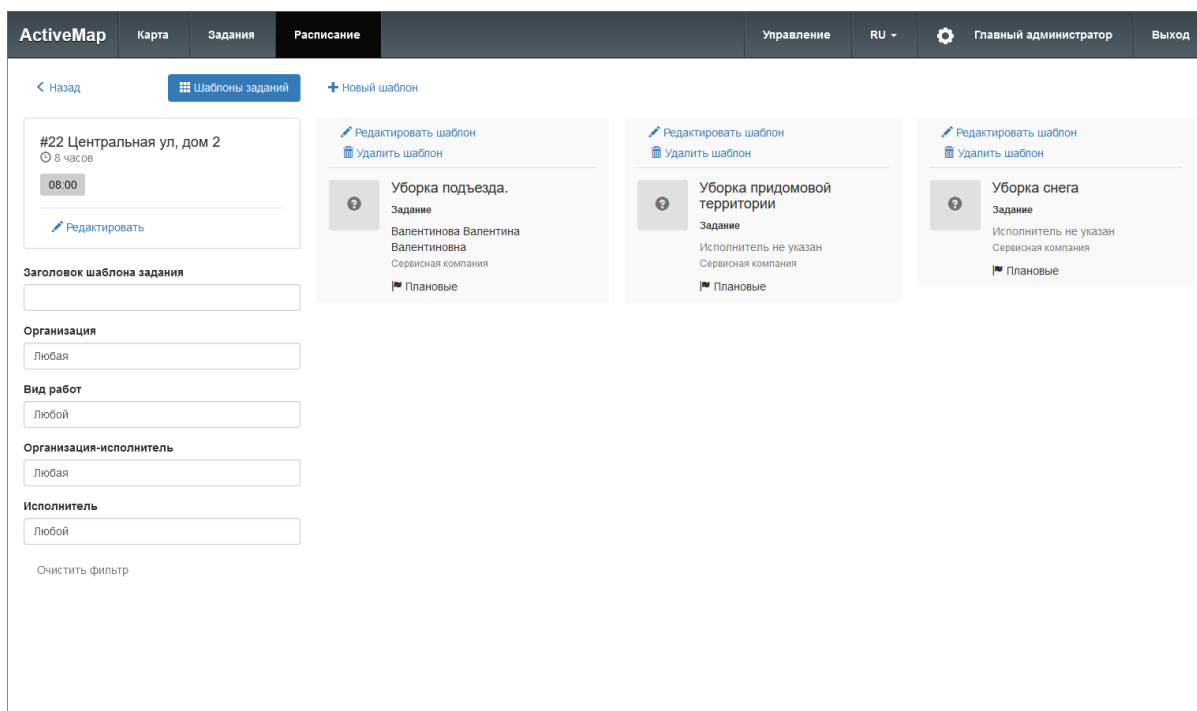 ActiveMap
Карта
Задания
Расписание
Управление
RU
Главный администратор
Выход
Назад
Шаблоны заданий
Новый шаблон
#22 Центральная ул, дом 2
8 часов
08:00
Редактировать
Заголовок шаблона задания
Организация
Любая
Вид работ
Любой
Организация-исполнитель
Любая
Исполнитель
Любой
Очистить фильтр
Редактировать шаблон
Удалить шаблон
Уборка подъезда.
Задание
Валентинова Валентина
Валентиновна
Сервисная компания
Плановые
Редактировать шаблон
Удалить шаблон
Уборка придомовой
территории
Задание
Исполнитель не указан
Сервисная компания
Плановые
Редактировать шаблон
Удалить шаблон
Уборка снега
Задание
Исполнитель не указан
Сервисная компания
Плановые